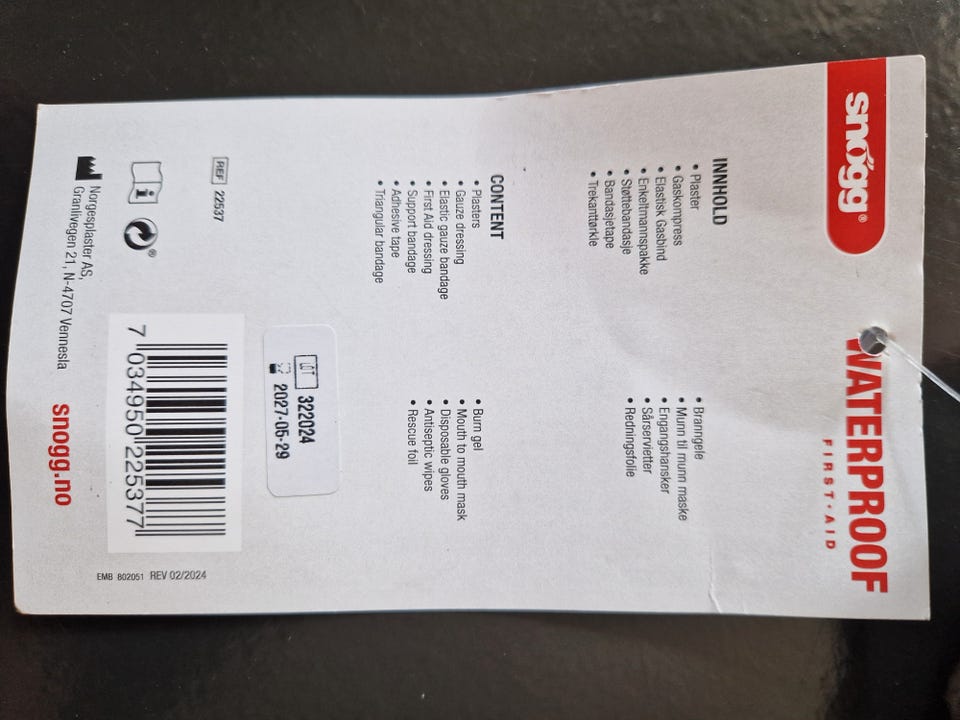 snögg®
WATERPROOF
FIRST·AID
INNHOLD
• Plaster
• Gaskompress
• Elastisk Gasbind
• Enkeltmannspakke
• Støttebandasje
• Bandasjetape
• Trekanttørkle
• Branngele
• Munn til munn maske
• Engangshansker
• Sårservietter
• Redningsfolie
CONTENT
• Plasters
• Gauze dressing
• Elastic gauze bandage
• First Aid dressing
• Support bandage
• Adhesive tape
• Triangular bandage
• Burn gel
• Mouth to mouth mask
• Disposable gloves
• Antiseptic wipes
• Rescue foil
LOT 322024
2027-05-29
REF 22537
7 034950 225377
Norgesplaster AS,
Granlivegen 21, N-4707 Vennesla
snogg.no
EMB 802051 REV 02/2024